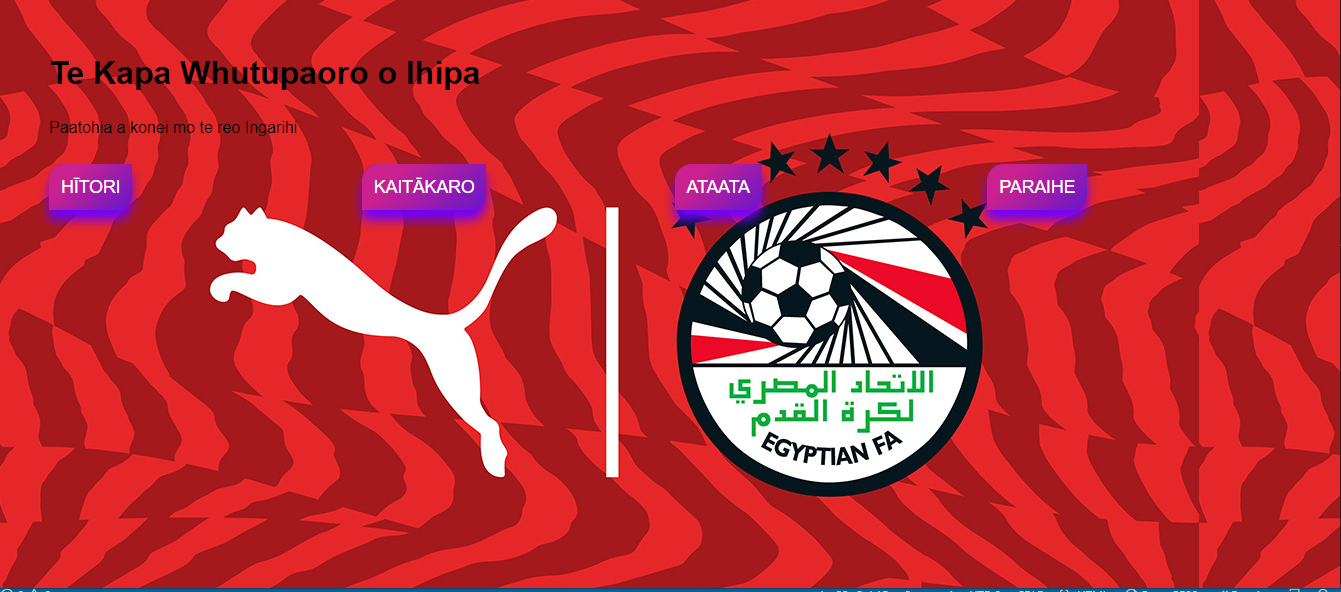 Te Kapa Whutupaoro o Ihipa
Paatohia a konei mo te reo Ingarihi
HĪTORI KAITĀKARO ATAATA PARAIHE
الاتحاد المصري
لكرة القدم
EGYPTIAN FA